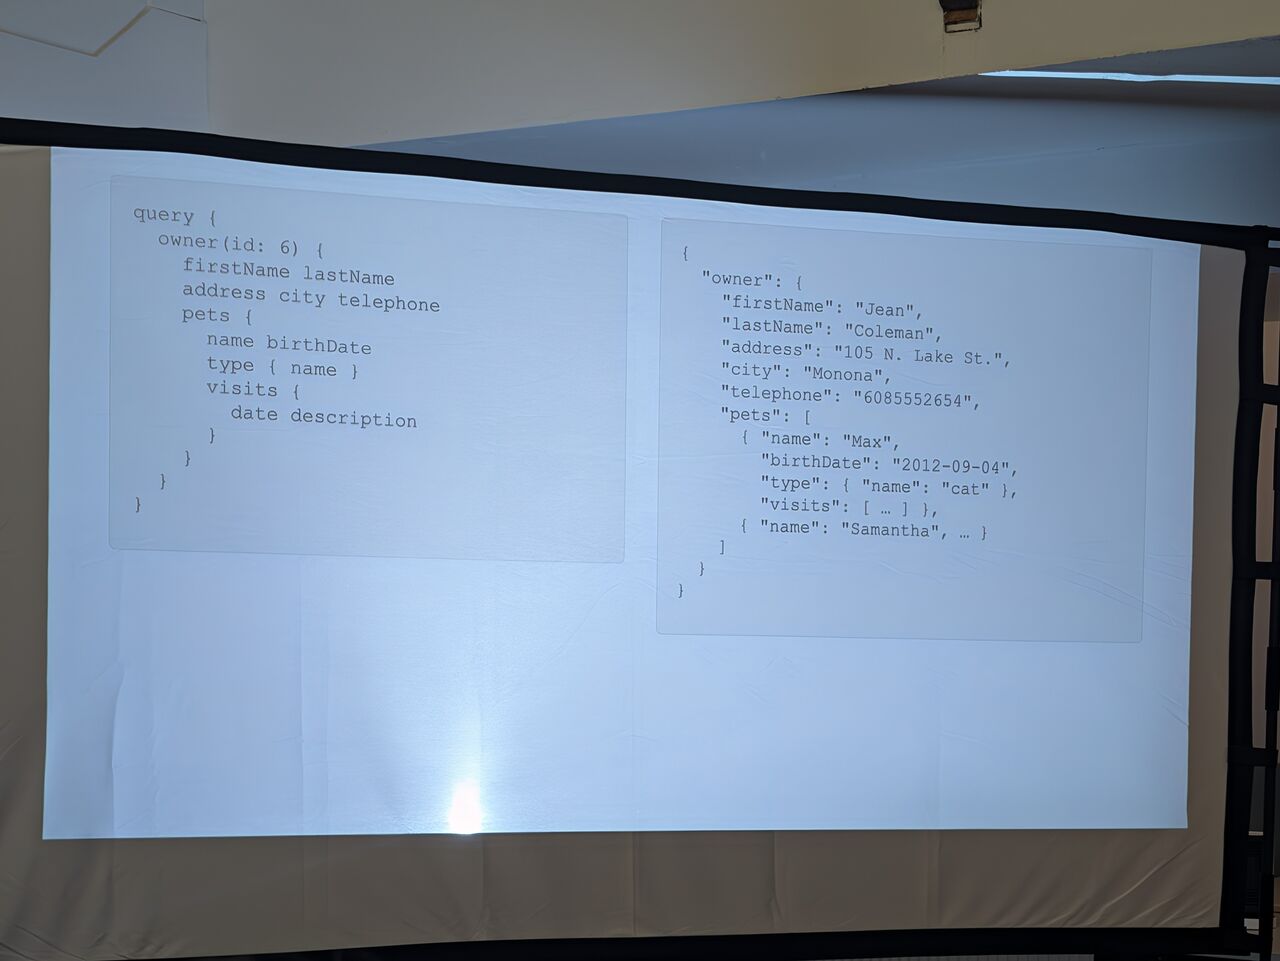 query {
  owner(id: 6) {
    firstName lastName
    address city telephone
    pets {
      name birthDate
      type { name }
      visits {
        date description
      }
    }
  }
}
{
  "owner": {
    "firstName": "Jean",
    "lastName": "Coleman",
    "address": "105 N. Lake St.",
    "city": "Monona",
    "telephone": "6085552654",
    "pets": [
      { "name": "Max",
        "birthDate": "2012-09-04",
        "type": { "name": "cat" },
        "visits": [ … ] },
      { "name": "Samantha", … }
    ]
  }
}